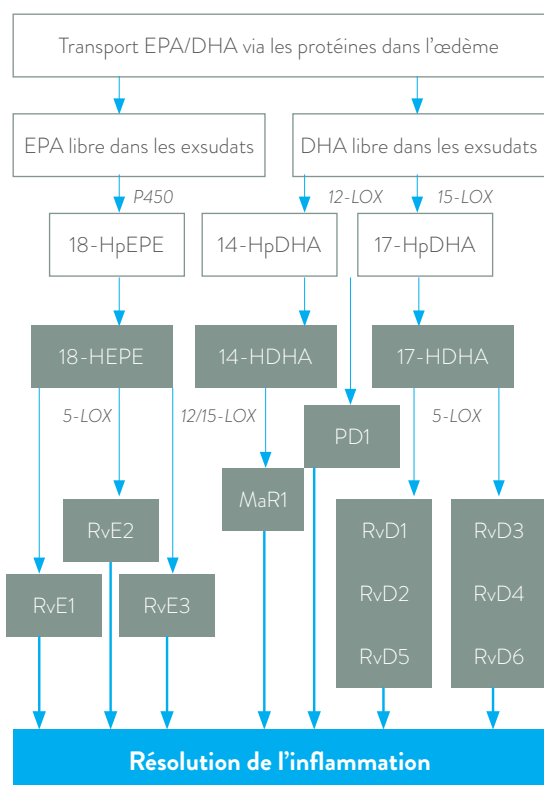 Transport EPA/DHA via les protéines dans l'œdème
EPA libre dans les exsudats
DHA libre dans les exsudats
P450
12-LOX
15-LOX
18-HpEPE
14-HpDHA
17-HpDHA
18-HEPE
14-HDHA
17-HDHA
5-LOX
12/15-LOX
5-LOX
PD1
MaR1
RvE2
RvD1
RvD3
RvE1
RvE3
RvD2
RvD4
RvD5
RvD6
Résolution de l'inflammation